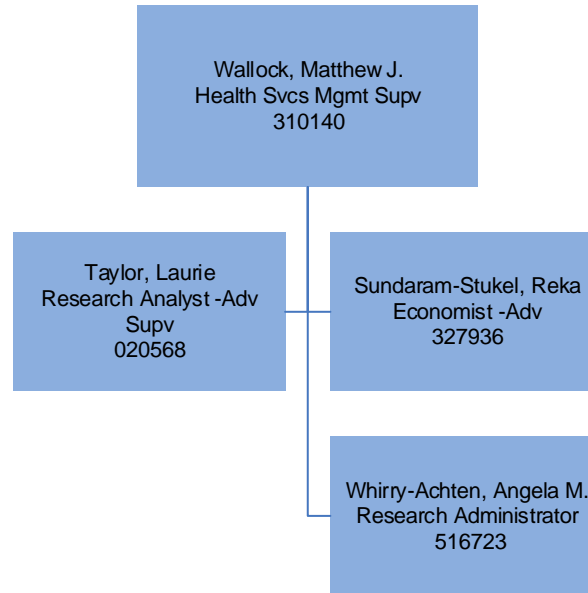 Wallock, Matthew J.
Health Svcs Mgmt Supv
310140
Taylor, Laurie
Research Analyst -Adv
Supv
020568
Sundaram-Stukel, Reka
Economist -Adv
327936
Whirry-Achten, Angela M.
Research Administrator
516723